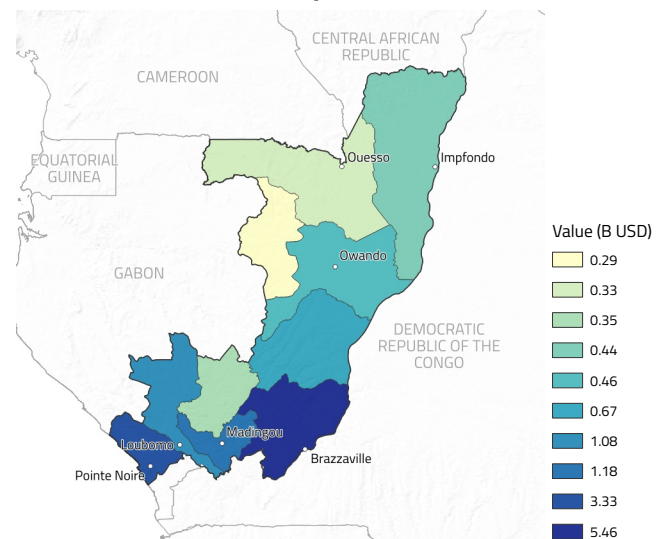 CENTRAL AFRICAN
REPUBLIC
CAMEROON
Ouesso
Impfondo
EQUATORIAL
GUINEA
Value (B USD)
0.29
Owando
0.33
GABON
0.35
DEMOCRATIC
REPUBLIC OF THE
CONGO
0.44
0.46
0.67
1.08
Madingou
Loubomo
Brazzaville
1.18
Pointe Noire
3.33
5.46